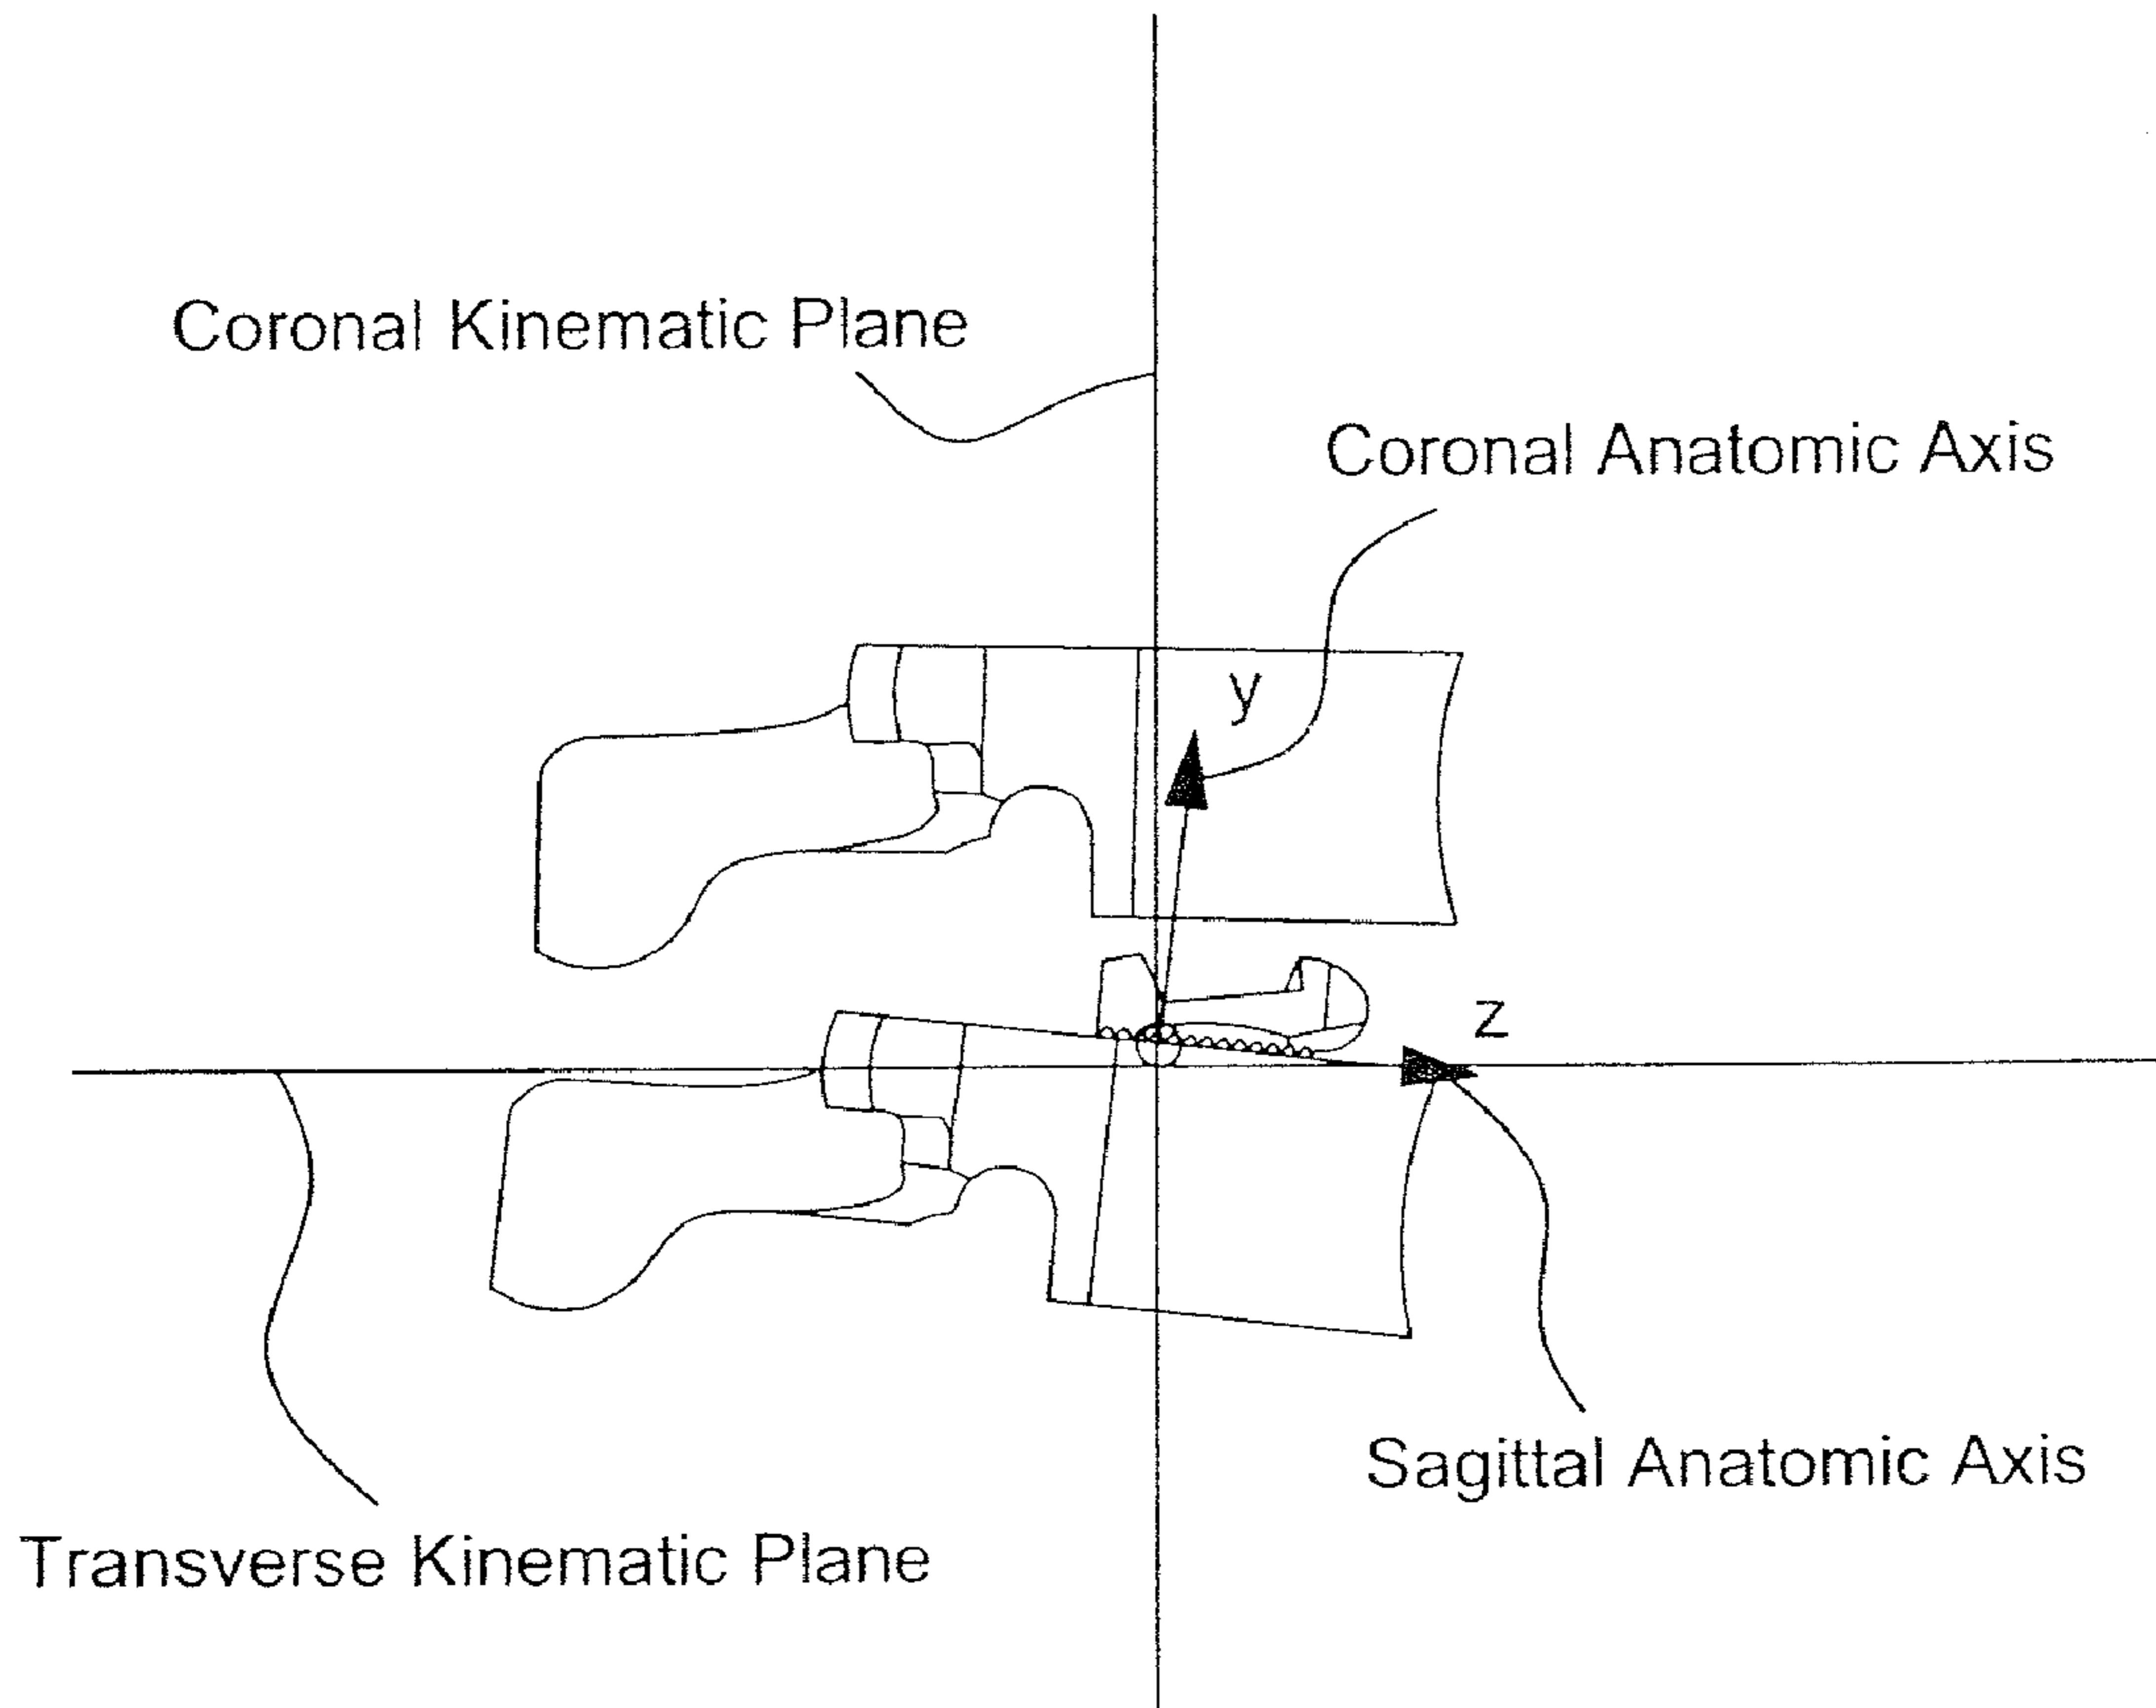 Coronal Kinematic Plane
Coronal Anatomic Axis
y
z
Sagittal Anatomic Axis
Transverse Kinematic Plane